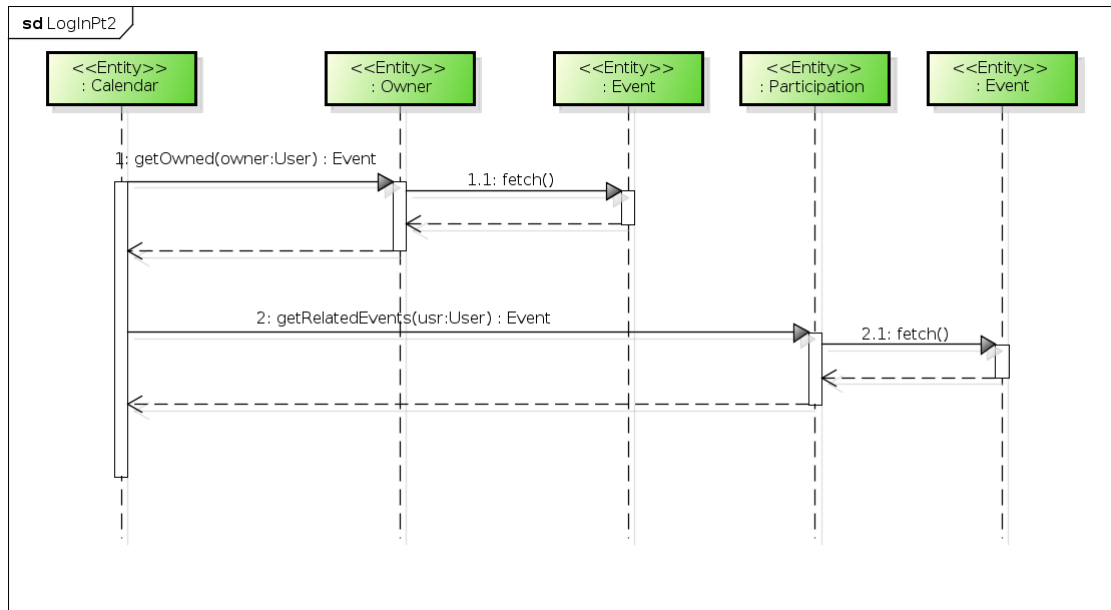 sd LogInPt2
<<Entity>>
: Calendar
<<Entity>>
: Owner
<<Entity>>
: Event
<<Entity>>
: Participation
<<Entity>>
: Event
1: getOwned(owner:User) : Event
1.1: fetch()
2: getRelatedEvents(usr:User) : Event
2.1: fetch()